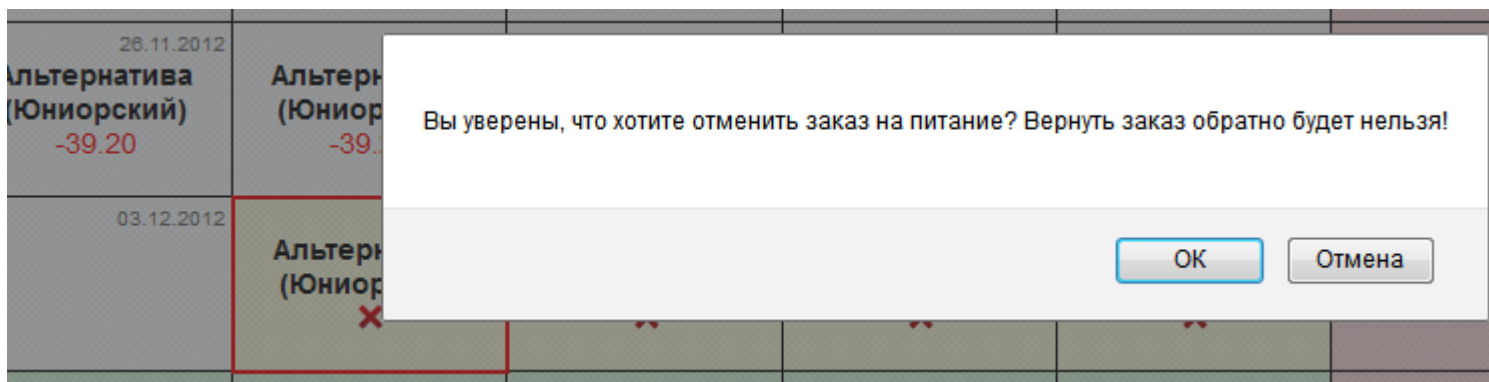 26.11.2012
Альтернатива
(Юниорский)
-39.20
Вы уверены, что хотите отменить заказ на питание? Вернуть заказ обратно будет нельзя!
03.12.2012
ОК
Отмена